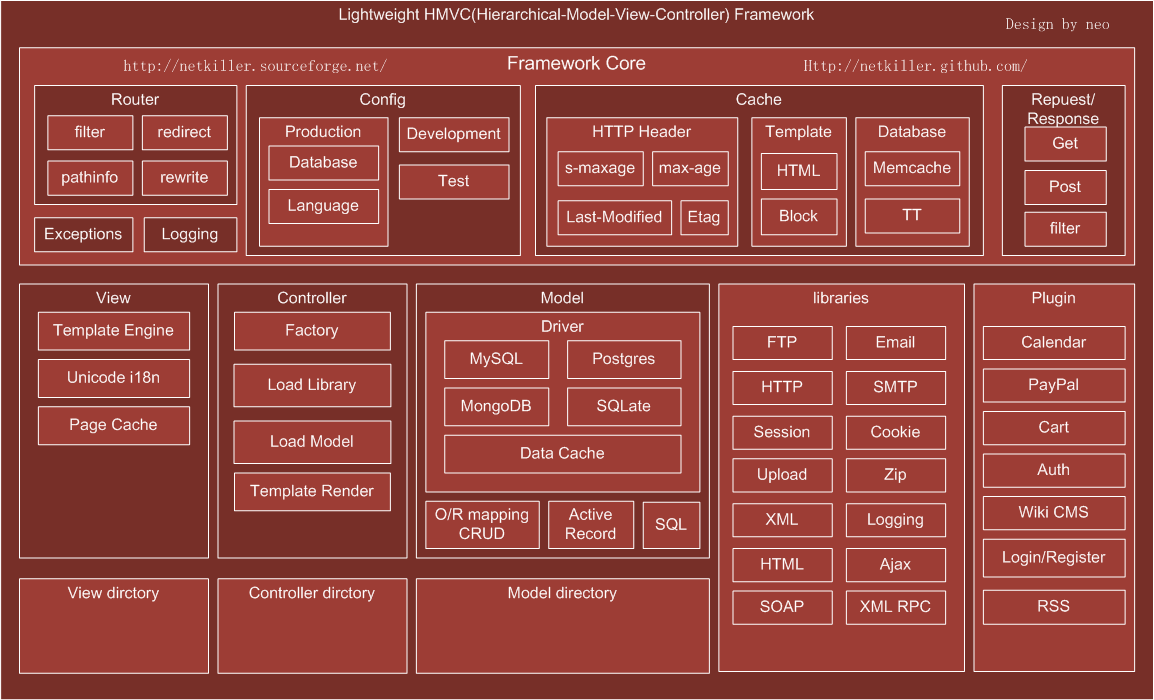 Lightweight HMVC(Hierarchical-Model-View-Controller) Framework
Design by neo
http://netkiller.sourceforge.net/
Framework Core
Http://netkiller.github.com/
Router
filter
redirect
pathinfo
rewrite
Exceptions
Logging
Config
Production
Database
Language
Development
Test
Cache
HTTP Header
s-maxage
max-age
Last-Modified
Etag
Template
HTML
Block
Database
Memcache
TT
Repuest/
Response
Get
Post
filter
View
Template Engine
Unicode i18n
Page Cache
Controller
Factory
Load Library
Load Model
Template Render
Model
Driver
MySQL
Postgres
MongoDB
SQLate
Data Cache
O/R mapping
CRUD
Active
Record
SQL
libraries
FTP
Email
HTTP
SMTP
Session
Cookie
Upload
Zip
XML
Logging
HTML
Ajax
SOAP
XML RPC
Plugin
Calendar
PayPal
Cart
Auth
Wiki CMS
Login/Register
RSS
View dirctory
Controller dirctory
Model directory